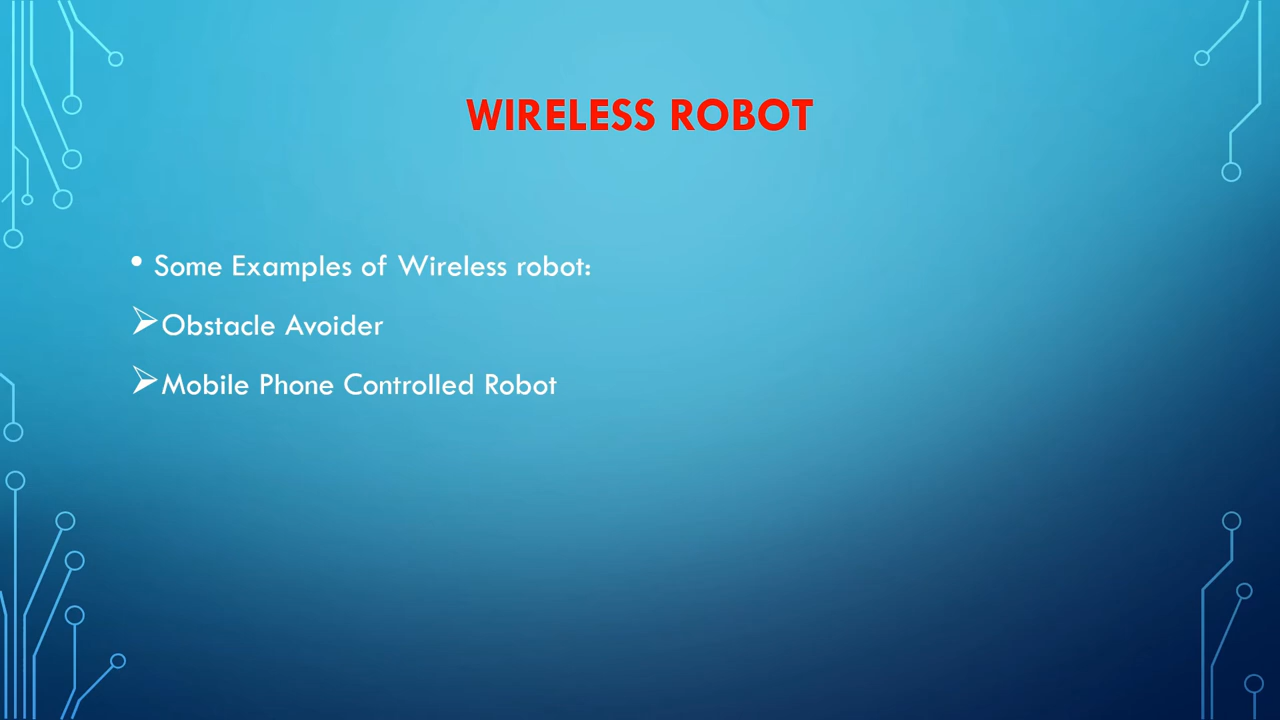 WIRELESS ROBOT
• Some Examples of Wireless robot:
➢Obstacle Avoider
➢Mobile Phone Controlled Robot